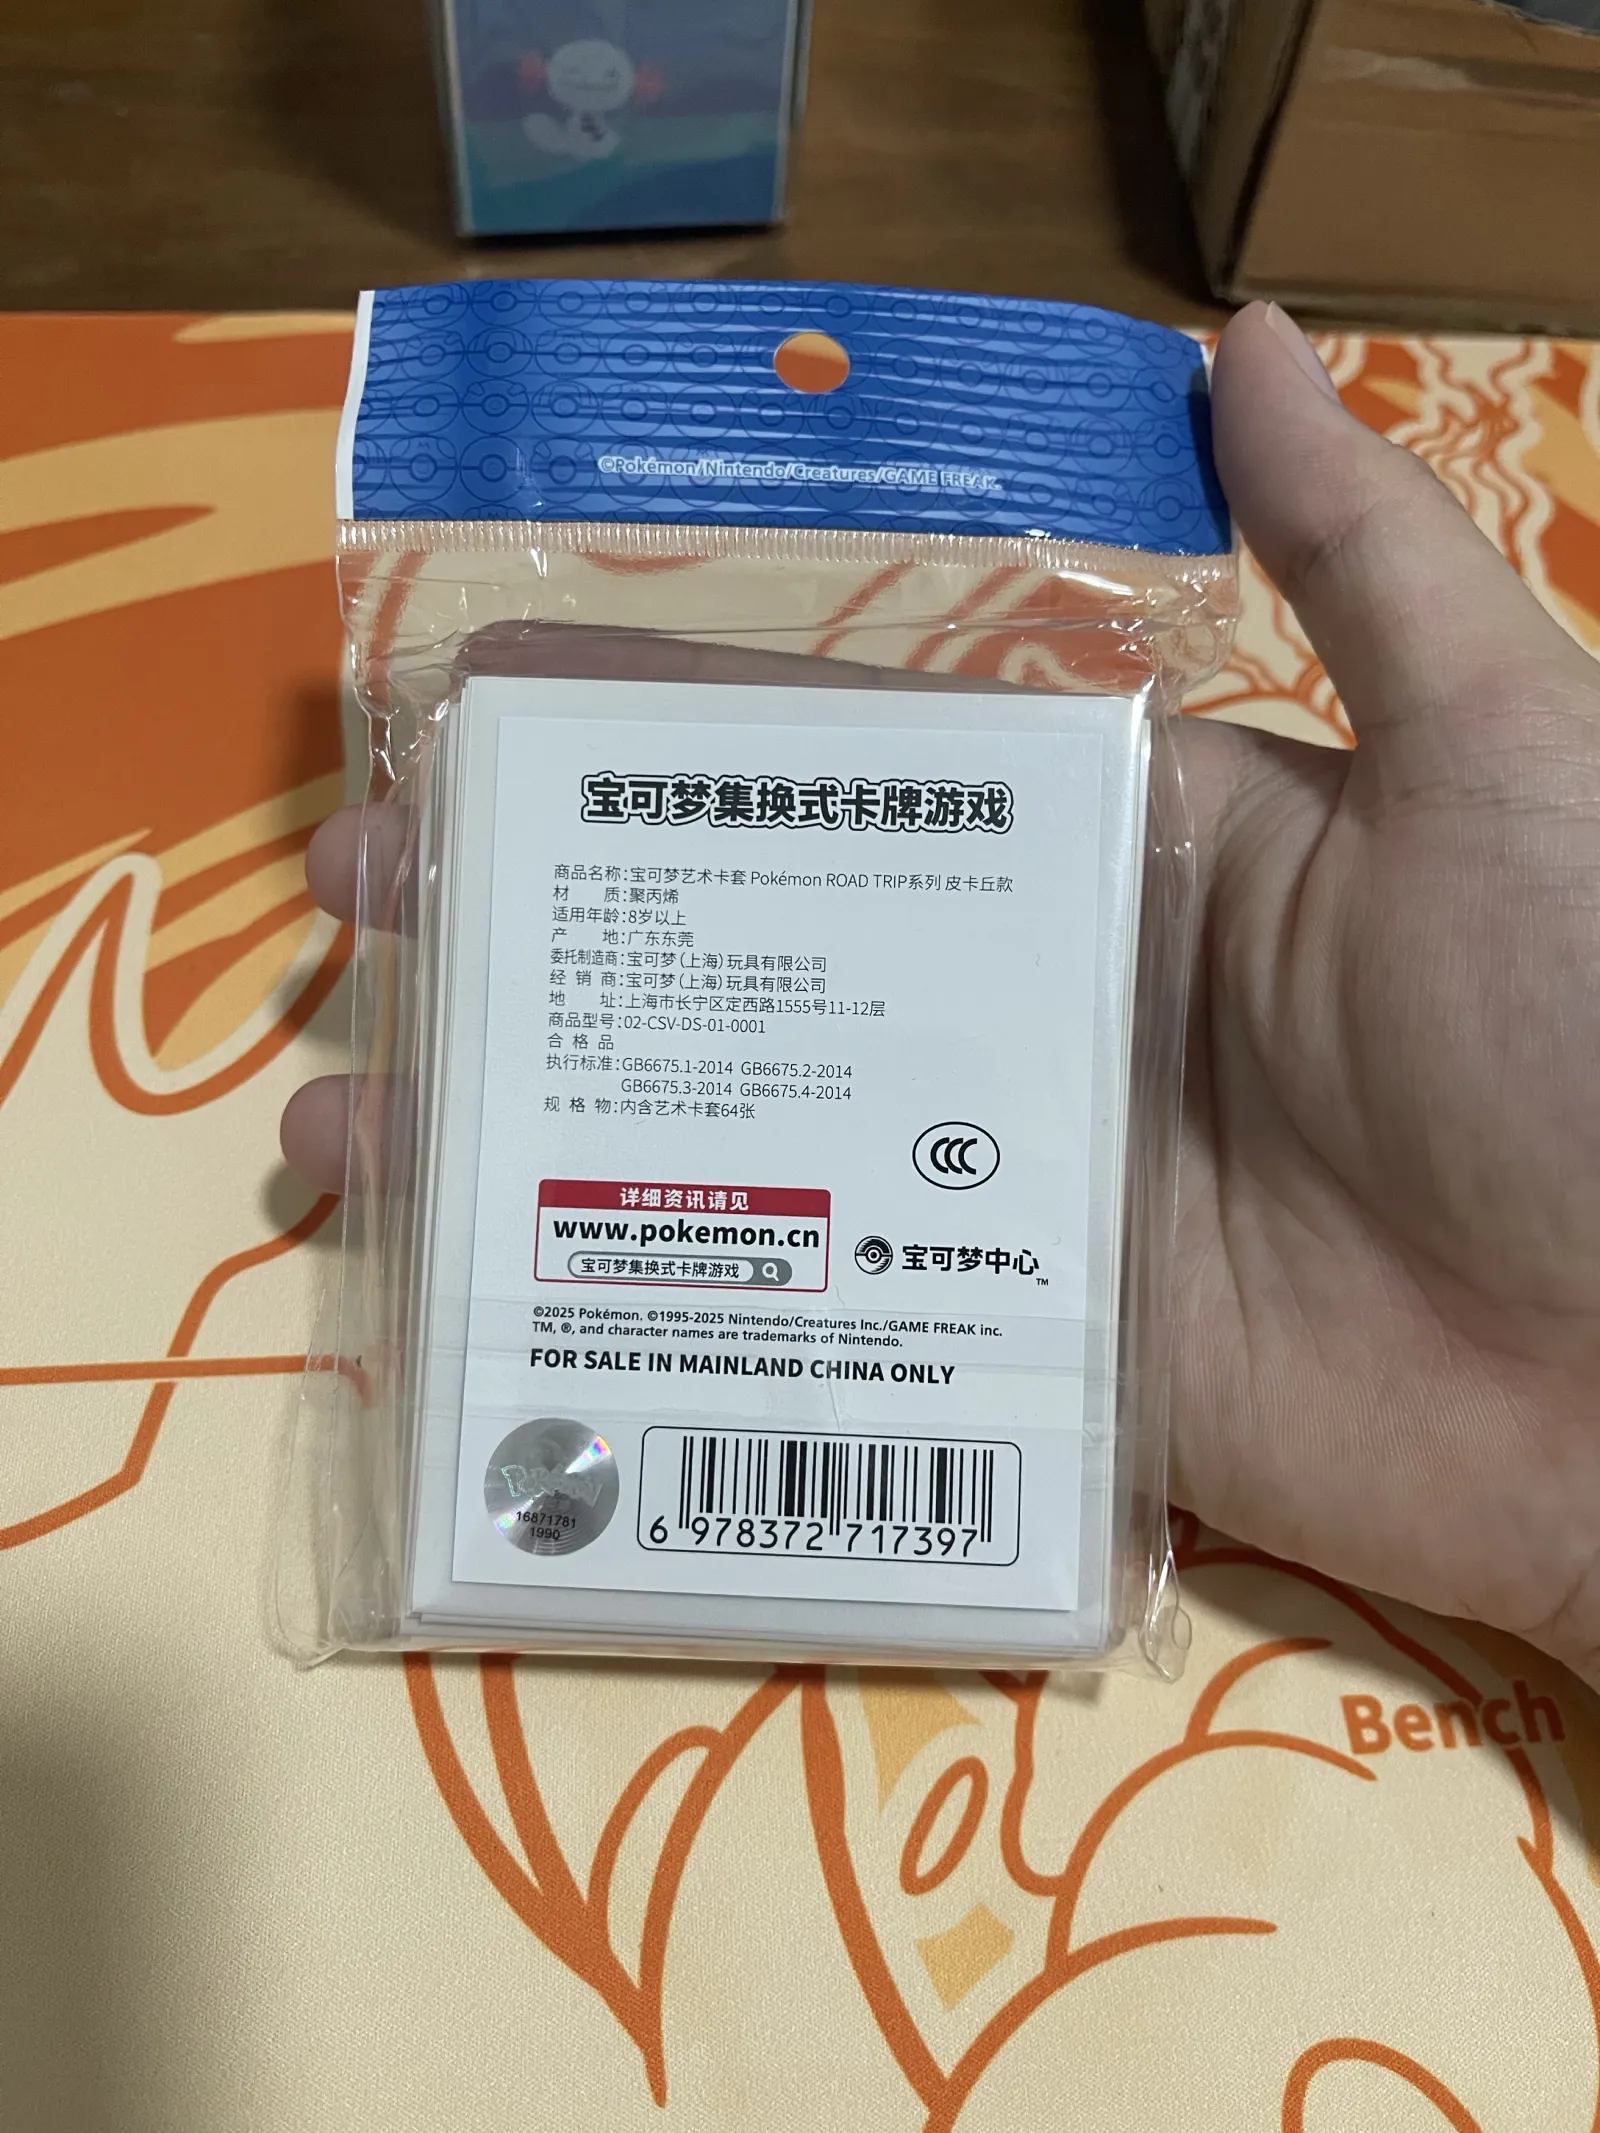 ©Pokémon/Nintendo/Creatures/GAME FREAK.
宝可梦集换式卡牌游戏
商品名称:宝可梦艺术卡套 Pokémon ROAD TRIP系列 皮卡丘款
材 质:聚丙烯
适用年龄:8岁以上
产 地:广东东莞
委托制造商:宝可梦(上海)玩具有限公司
经 销 商:宝可梦(上海)玩具有限公司
地 址:上海市长宁区定西路1555号11-12层
商品型号:02-CSV-DS-01-0001
合 格 品
执行标准:GB6675.1-2014 GB6675.2-2014
GB6675.3-2014 GB6675.4-2014
规 格 物:内含艺术卡套64张
CCC
详细资讯请见
www.pokemon.cn
宝可梦集换式卡牌游戏
宝可梦中心™
©2025 Pokémon. ©1995-2025 Nintendo/Creatures Inc./GAME FREAK inc.
TM, ®, and character names are trademarks of Nintendo.
FOR SALE IN MAINLAND CHINA ONLY
16871781
1990
6 978372 717397
Bench